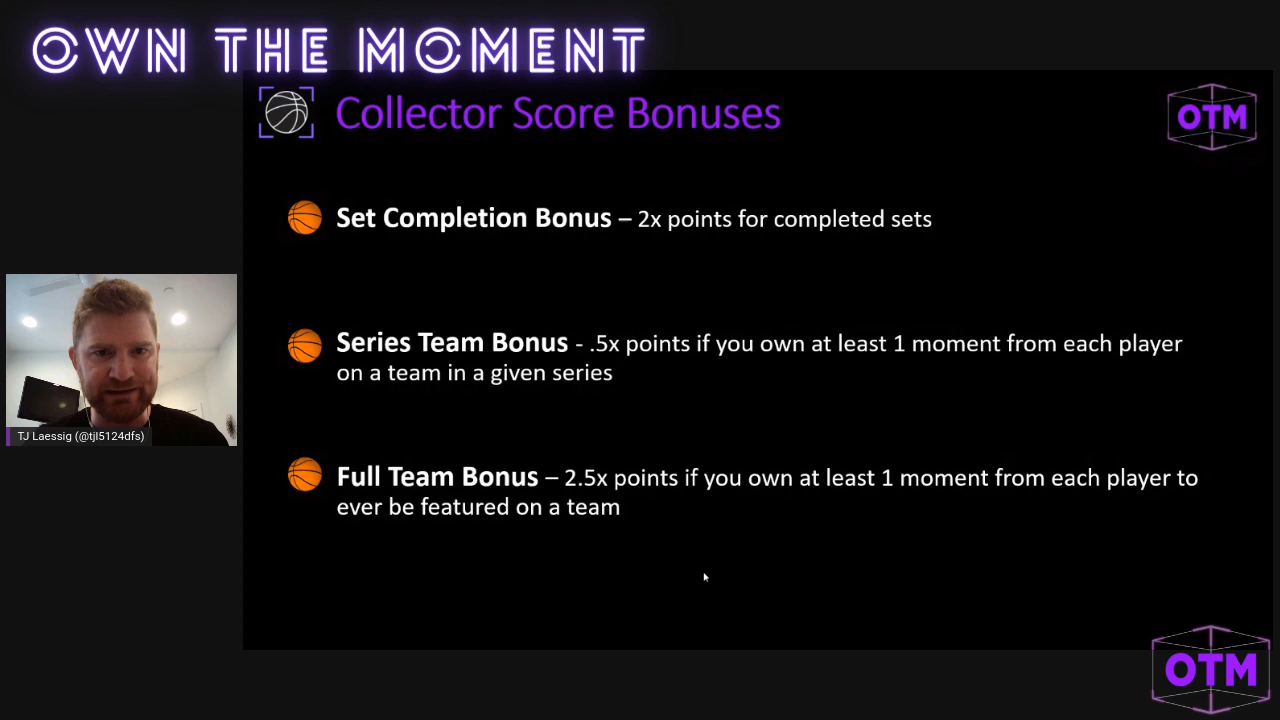 OWN THE MOMENT
Collector Score Bonuses
OTM
Set Completion Bonus – 2x points for completed sets
Series Team Bonus - .5x points if you own at least 1 moment from each player
on a team in a given series
TJ Laessig (@tjl5124dfs)
Full Team Bonus – 2.5x points if you own at least 1 moment from each player to
ever be featured on a team
OTM